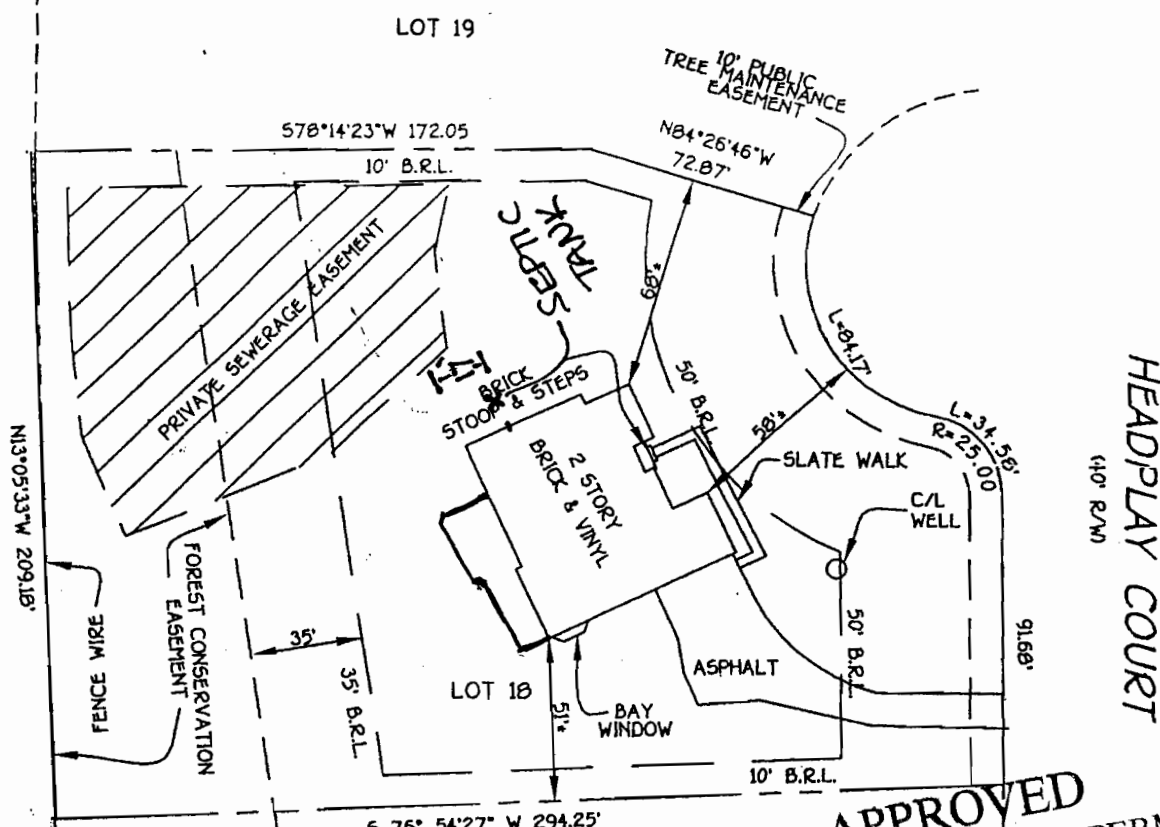 LOT 19
10' PUBLIC
TREE MAINTENANCE
EASEMENT
S78°14'23"W 172.05
N84°26'46"W
72.87'
10' B.R.L.
SEPTIC
TANK
68'±
PRIVATE SEWERAGE EASEMENT
L=84.17'
HEADPLAY COURT
(40' R/W)
17'
BRICK
STOOP & STEPS
50' B.R.L.
58'±
L=34.58'
R=25.00
2 STORY
BRICK & VINYL
SLATE WALK
C/L
WELL
N13°05'33"W 209.18'
FENCE WIRE
FOREST CONSERVATION
EASEMENT
35'
35' B.R.L.
LOT 18
51'±
BAY
WINDOW
ASPHALT
50' B.R.L.
91.68'
10' B.R.L.
S 76° 54'27" W 294.25'
APPROVED